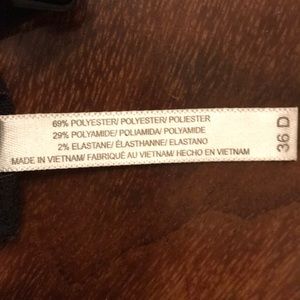 69% POLYESTER/ POLYESTER/ POLIESTER
29% POLYAMIDE/ POLIAMIDA/ POLYAMIDE
2% ELASTANE/ ÉLASTHANNE/ ELASTANO
MADE IN VIETNAM/ FABRIQUÉ AU VIETNAM/ HECHO EN VIETNAM
36 D